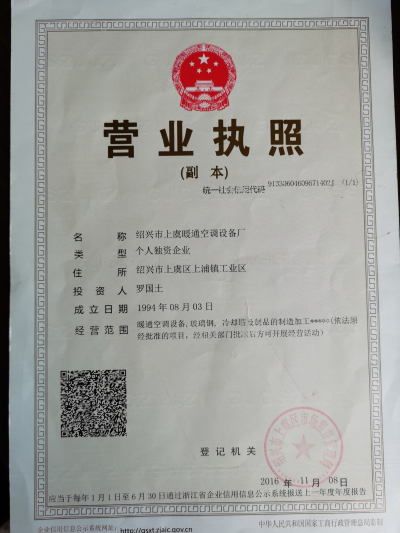 营业执照
(副 本)
统一社会信用代码 (1/1)
名 称 绍兴市上虞暖通空调设备厂
类 型 个人独资企业
住 所 绍兴市上虞区上浦镇工业区
投 资 人 罗国土
成 立 日 期 1994年08月03日
经 营 范 围 暖通空调设备,玻璃钢、冷却塔及制品的制造加工*****(依法须
经批准的项目,经相关部门批准后方可开展经营活动)
登 记 机 关
2016年 11月 08日
应当于每年1月1日至6月30日通过浙江省企业信用信息公示系统报送上一年度年度报告
企业信用信息公示系统网址: http://gsxt.zjaic.gov.cn
中华人民共和国国家工商行政管理总局监制